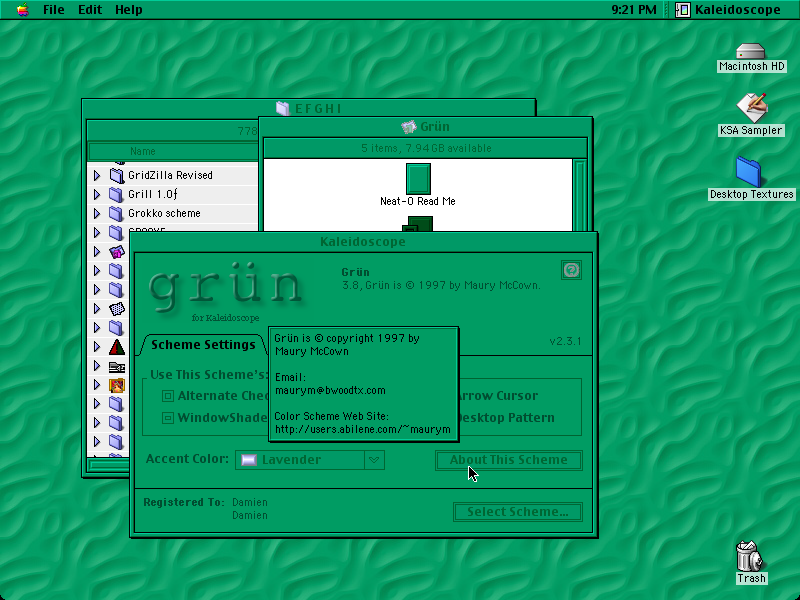 File Edit Help
9:21 PM Kaleidoscope
Macintosh HD
KSA Sampler
Desktop Textures
Trash
EFGHI
778
Name
GridZilla Revised
Grill 1.0ƒ
Grokko scheme
GROOVE
Grün
5 items, 7.94 GB available
Neat-O Read Me
Kaleidoscope
grün
for Kaleidoscope
Grün
3.8, Grün is © 1997 by Maury McCown.
v2.3.1
Scheme Settings
Use This Scheme's:
Alternate Chec
WindowShade
Arrow Cursor
Desktop Pattern
Grün is © copyright 1997 by
Maury McCown
Email:
maurym@bwoodtx.com
Color Scheme Web Site:
http://users.abilene.com/~maurym
Accent Color: Lavender
About This Scheme
Registered To: Damien
Damien
Select Scheme...